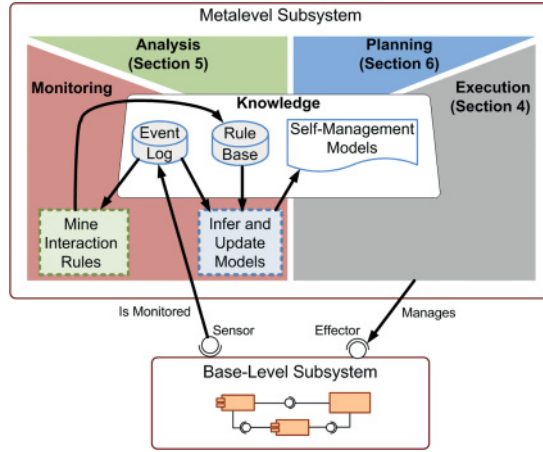 Metalevel Subsystem
Analysis
(Section 5)
Planning
(Section 6)
Monitoring
Execution
(Section 4)
Knowledge
Event
Log
Rule
Base
Self-Management
Models
Mine
Interaction
Rules
Infer and
Update
Models
Is Monitored
Sensor
Effector
Manages
Base-Level Subsystem